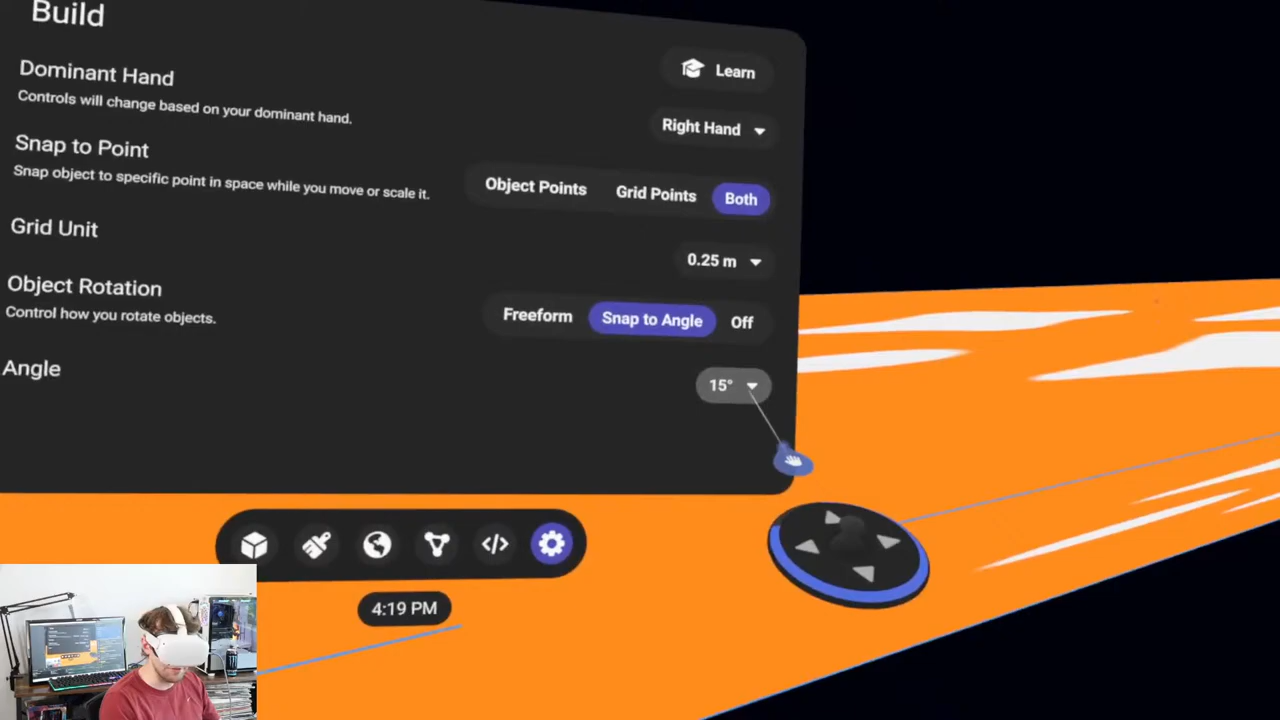 Build
Learn
Dominant Hand
Controls will change based on your dominant hand.
Right Hand
Snap to Point
Snap object to specific point in space while you move or scale it.
Object Points Grid Points Both
Grid Unit
0.25 m
Object Rotation
Control how you rotate objects.
Freeform Snap to Angle Off
Angle
15°
4:19 PM